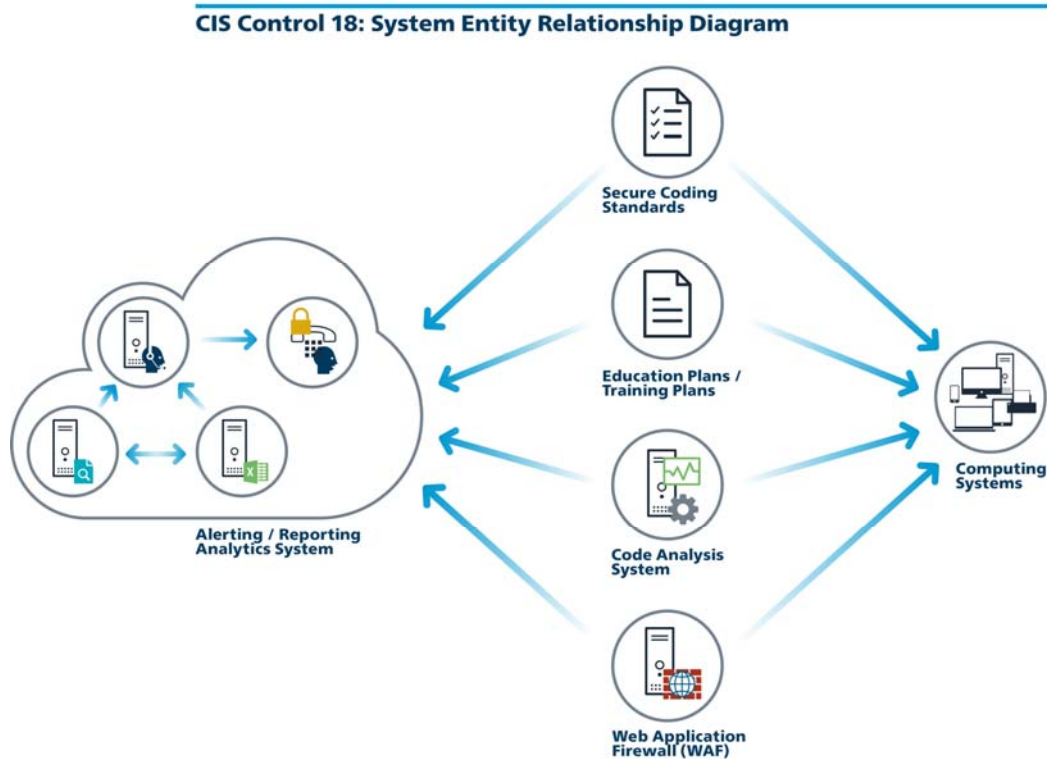 CIS Control 18: System Entity Relationship Diagram
Secure Coding
Standards
Education Plans /
Training Plans
Computing
Systems
Alerting / Reporting
Analytics System
Code Analysis
System
Web Application
Firewall (WAF)